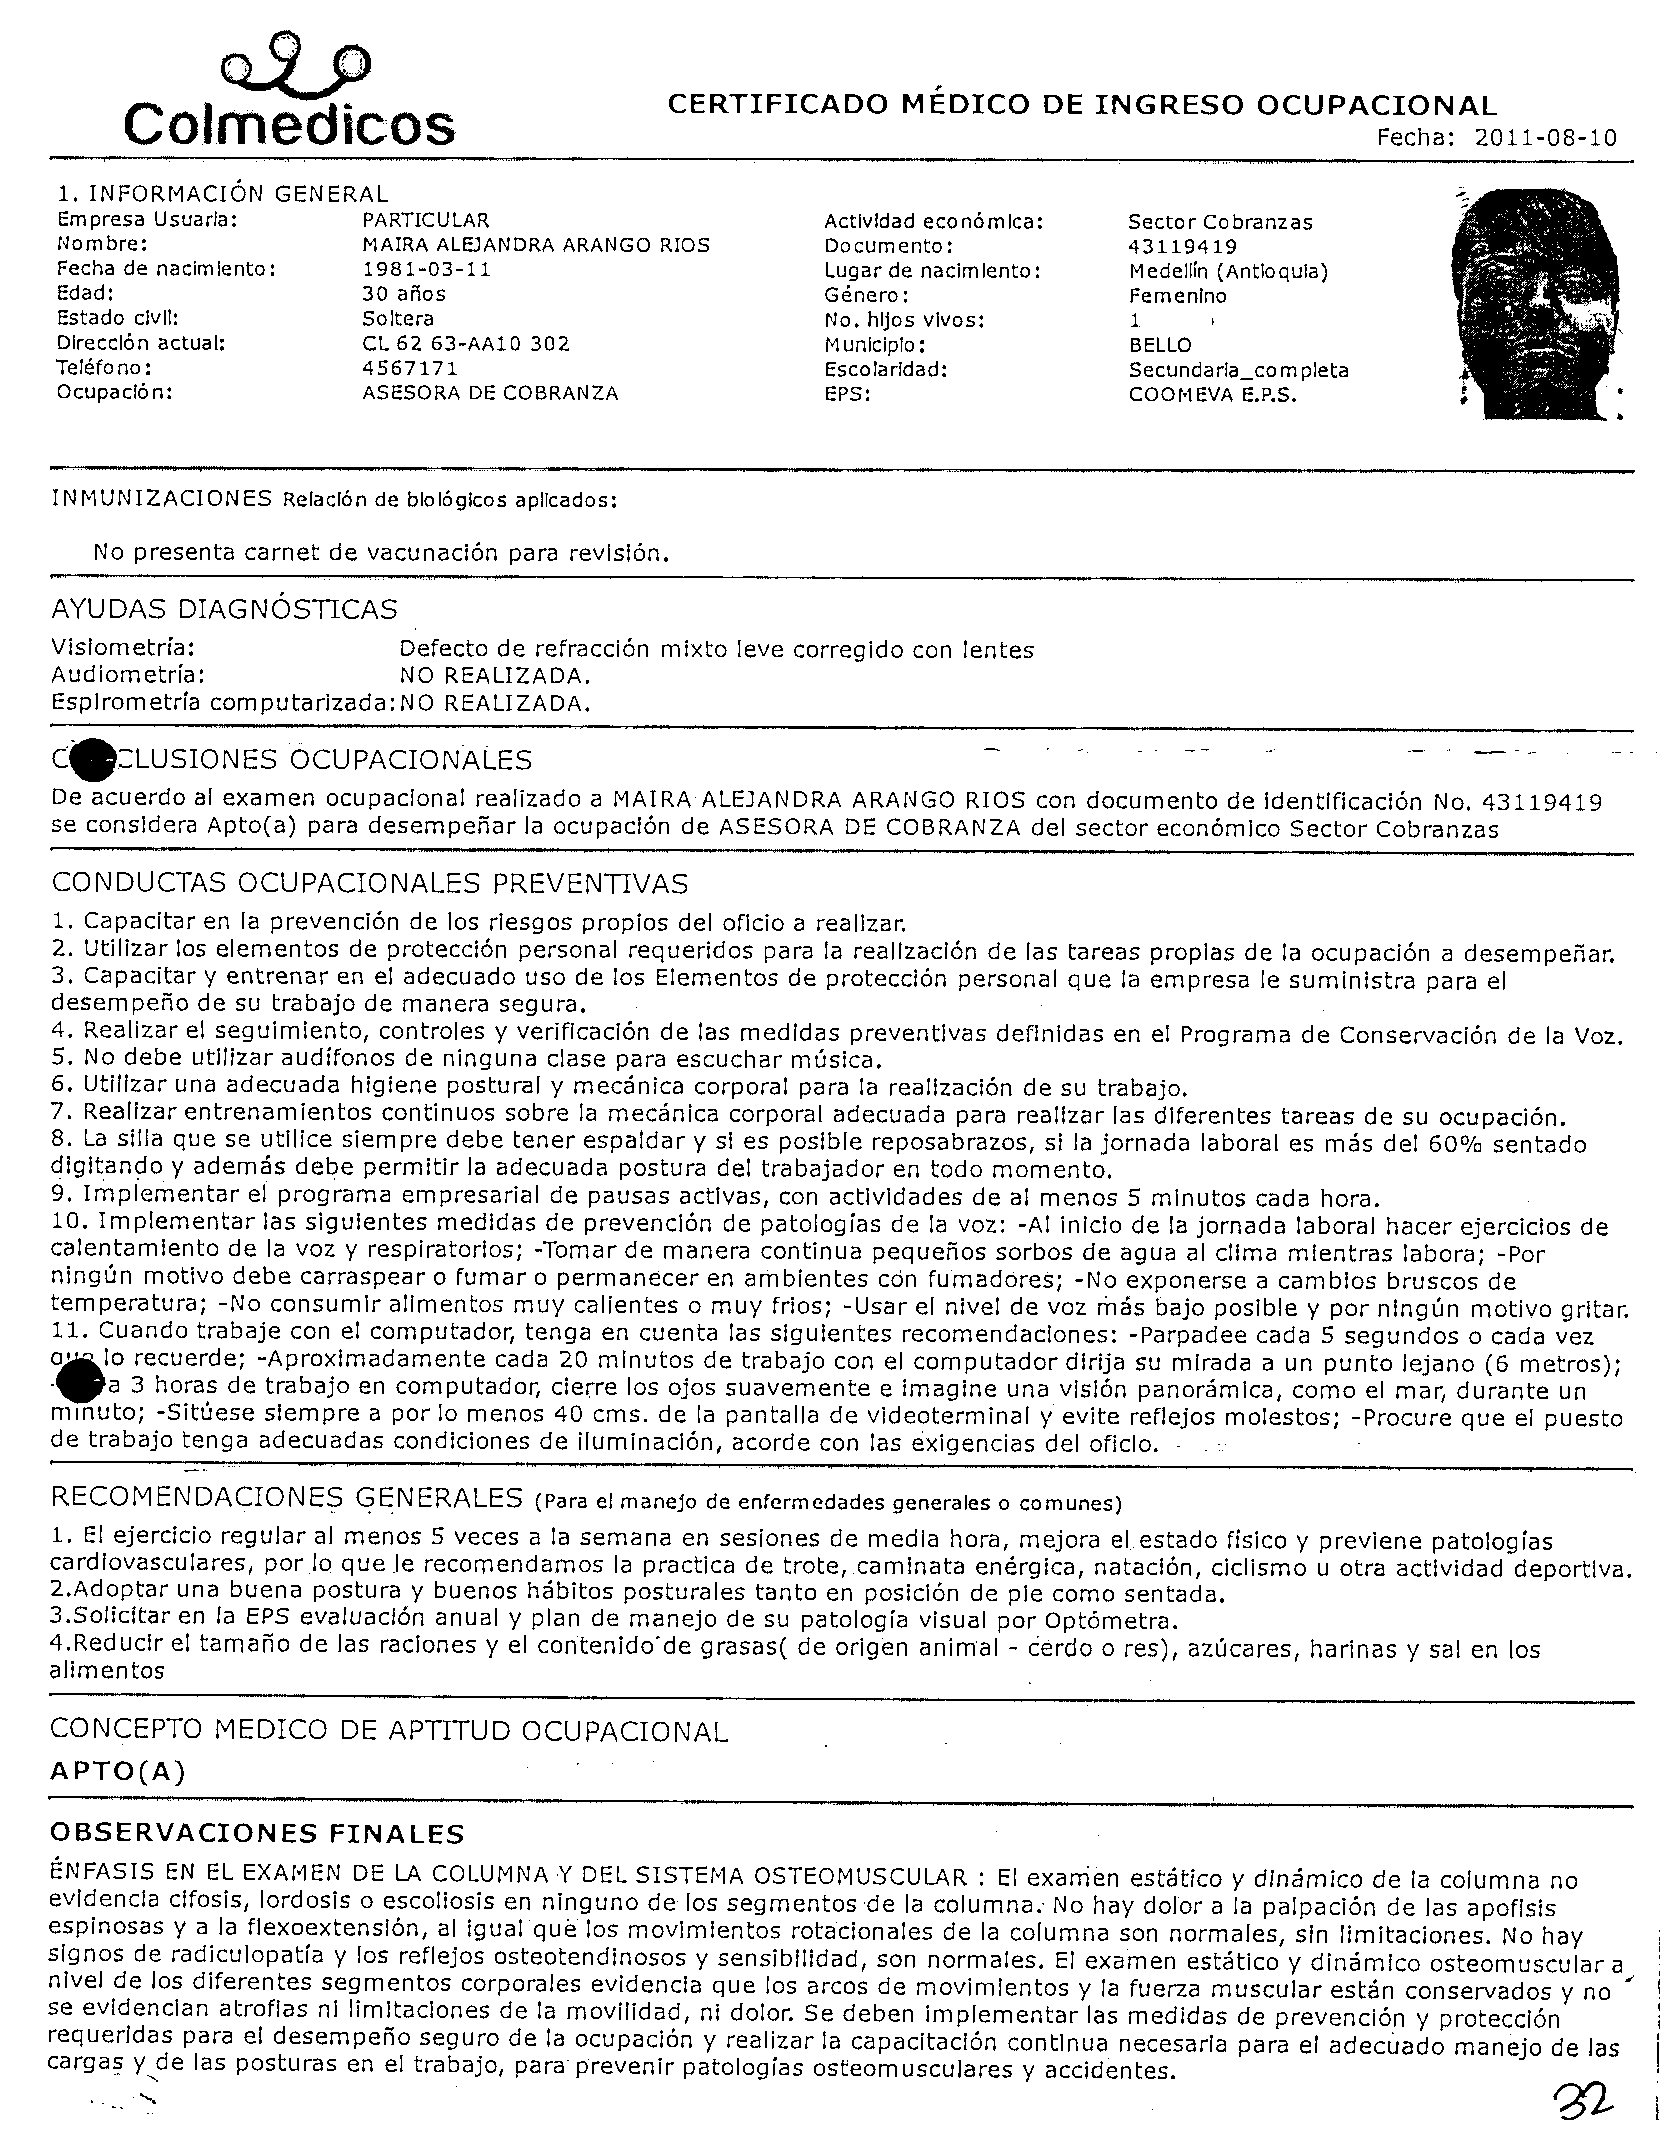 Colmedicos
CERTIFICADO MÉDICO DE INGRESO OCUPACIONAL
Fecha: 2011-08-10
1. INFORMACIÓN GENERAL
Empresa Usuaria: PARTICULAR Actividad económica: Sector Cobranzas
Nombre: MAIRA ALEJANDRA ARANGO RIOS Documento: 43119419
Fecha de nacimiento: 1981-03-11 Lugar de nacimiento: Medellín (Antioquia)
Edad: 30 años Género: Femenino
Estado civil: Soltera No. hijos vivos: 1
Dirección actual: CL 62 63-AA10 302 Municipio: BELLO
Teléfono: 4567171 Escolaridad: Secundaria_completa
Ocupación: ASESORA DE COBRANZA EPS: COOMEVA E.P.S.
INMUNIZACIONES Relación de biológicos aplicados:
No presenta carnet de vacunación para revisión.
AYUDAS DIAGNÓSTICAS
Visiometría: Defecto de refracción mixto leve corregido con lentes
Audiometría: NO REALIZADA.
Espirometría computarizada: NO REALIZADA.
OCUPACIONALES
De acuerdo al examen ocupacional realizado a MAIRA ALEJANDRA ARANGO RIOS con documento de identificación No. 43119419
se considera Apto(a) para desempeñar la ocupación de ASESORA DE COBRANZA del sector económico Sector Cobranzas
CONDUCTAS OCUPACIONALES PREVENTIVAS
1. Capacitar en la prevención de los riesgos propios del oficio a realizar.
2. Utilizar los elementos de protección personal requeridos para la realización de las tareas propias de la ocupación a desempeñar.
3. Capacitar y entrenar en el adecuado uso de los Elementos de protección personal que la empresa le suministra para el
desempeño de su trabajo de manera segura.
4. Realizar el seguimiento, controles y verificación de las medidas preventivas definidas en el Programa de Conservación de la Voz.
5. No debe utilizar audífonos de ninguna clase para escuchar música.
6. Utilizar una adecuada higiene postural y mecánica corporal para la realización de su trabajo.
7. Realizar entrenamientos continuos sobre la mecánica corporal adecuada para realizar las diferentes tareas de su ocupación.
8. La silla que se utilice siempre debe tener espaldar y si es posible reposabrazos, si la jornada laboral es más del 60% sentado
digitando y además debe permitir la adecuada postura del trabajador en todo momento.
9. Implementar el programa empresarial de pausas activas, con actividades de al menos 5 minutos cada hora.
10. Implementar las siguientes medidas de prevención de patologías de la voz: -Al inicio de la jornada laboral hacer ejercicios de
calentamiento de la voz y respiratorios; -Tomar de manera continua pequeños sorbos de agua al clima mientras labora; -Por
ningún motivo debe carraspear o fumar o permanecer en ambientes con fumadores; -No exponerse a cambios bruscos de
temperatura; -No consumir alimentos muy calientes o muy frios; -Usar el nivel de voz más bajo posible y por ningún motivo gritar.
11. Cuando trabaje con el computador, tenga en cuenta las siguientes recomendaciones: -Parpadee cada 5 segundos o cada vez
que lo recuerde; -Aproximadamente cada 20 minutos de trabajo con el computador dirija su mirada a un punto lejano (6 metros);
3 horas de trabajo en computador, cierre los ojos suavemente e imagine una visión panorámica, como el mar, durante un
minuto; -Sitúese siempre a por lo menos 40 cms. de la pantalla de videoterminal y evite reflejos molestos; -Procure que el puesto
de trabajo tenga adecuadas condiciones de iluminación, acorde con las exigencias del oficio.
RECOMENDACIONES GENERALES (Para el manejo de enfermedades generales o comunes)
1. El ejercicio regular al menos 5 veces a la semana en sesiones de media hora, mejora el estado físico y previene patologías
cardiovasculares, por lo que le recomendamos la practica de trote, caminata enérgica, natación, ciclismo u otra actividad deportiva.
2.Adoptar una buena postura y buenos hábitos posturales tanto en posición de pie como sentada.
3.Solicitar en la EPS evaluación anual y plan de manejo de su patología visual por Optómetra.
4.Reducir el tamaño de las raciones y el contenido de grasas( de origen animal - cerdo o res), azúcares, harinas y sal en los
alimentos
CONCEPTO MEDICO DE APTITUD OCUPACIONAL
APTO(A)
OBSERVACIONES FINALES
ÉNFASIS EN EL EXAMEN DE LA COLUMNA Y DEL SISTEMA OSTEOMUSCULAR : El examen estático y dinámico de la columna no
evidencia cifosis, lordosis o escoliosis en ninguno de los segmentos de la columna. No hay dolor a la palpación de las apofisis
espinosas y a la flexoextensión, al igual que los movimientos rotacionales de la columna son normales, sin limitaciones. No hay
signos de radiculopatía y los reflejos osteotendinosos y sensibilidad, son normales. El examen estático y dinámico osteomuscular a
nivel de los diferentes segmentos corporales evidencia que los arcos de movimientos y la fuerza muscular están conservados y no
se evidencian atrofias ni limitaciones de la movilidad, ni dolor. Se deben implementar las medidas de prevención y protección
requeridas para el desempeño seguro de la ocupación y realizar la capacitación continua necesaria para el adecuado manejo de las
cargas y de las posturas en el trabajo, para prevenir patologías osteomusculares y accidentes.
32